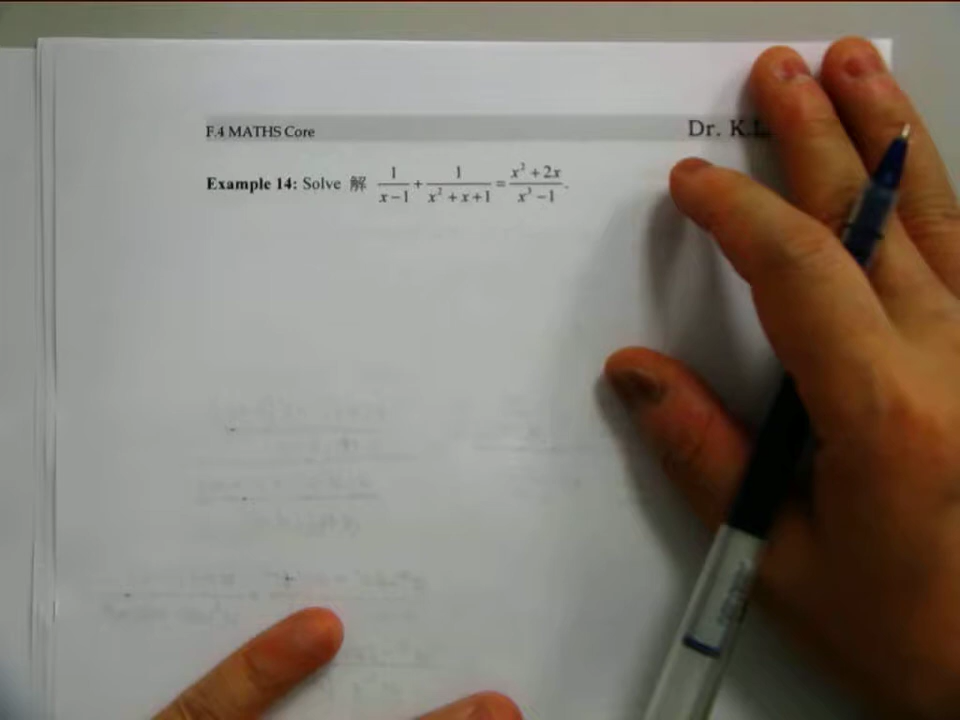 F.4 MATHS Core
Dr. K.L
Example 14: Solve 解 1/(x−1) + 1/(x²+x+1) = (x²+2x)/(x³−1).